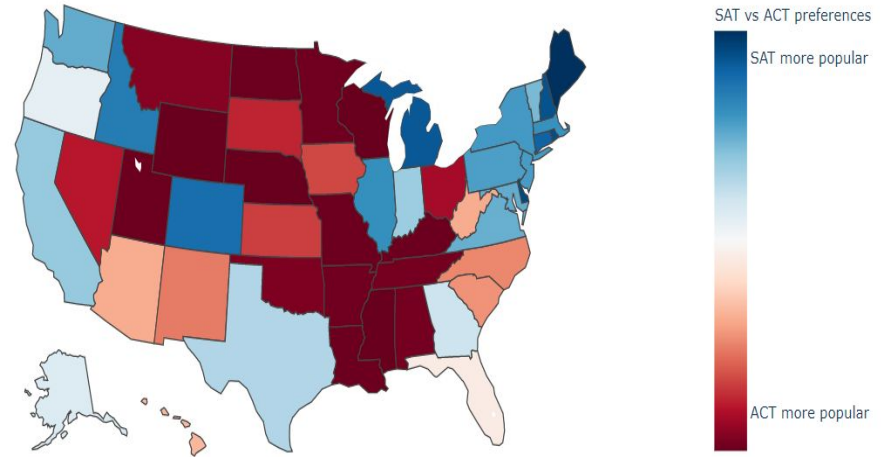 SAT vs ACT preferences
SAT more popular
ACT more popular